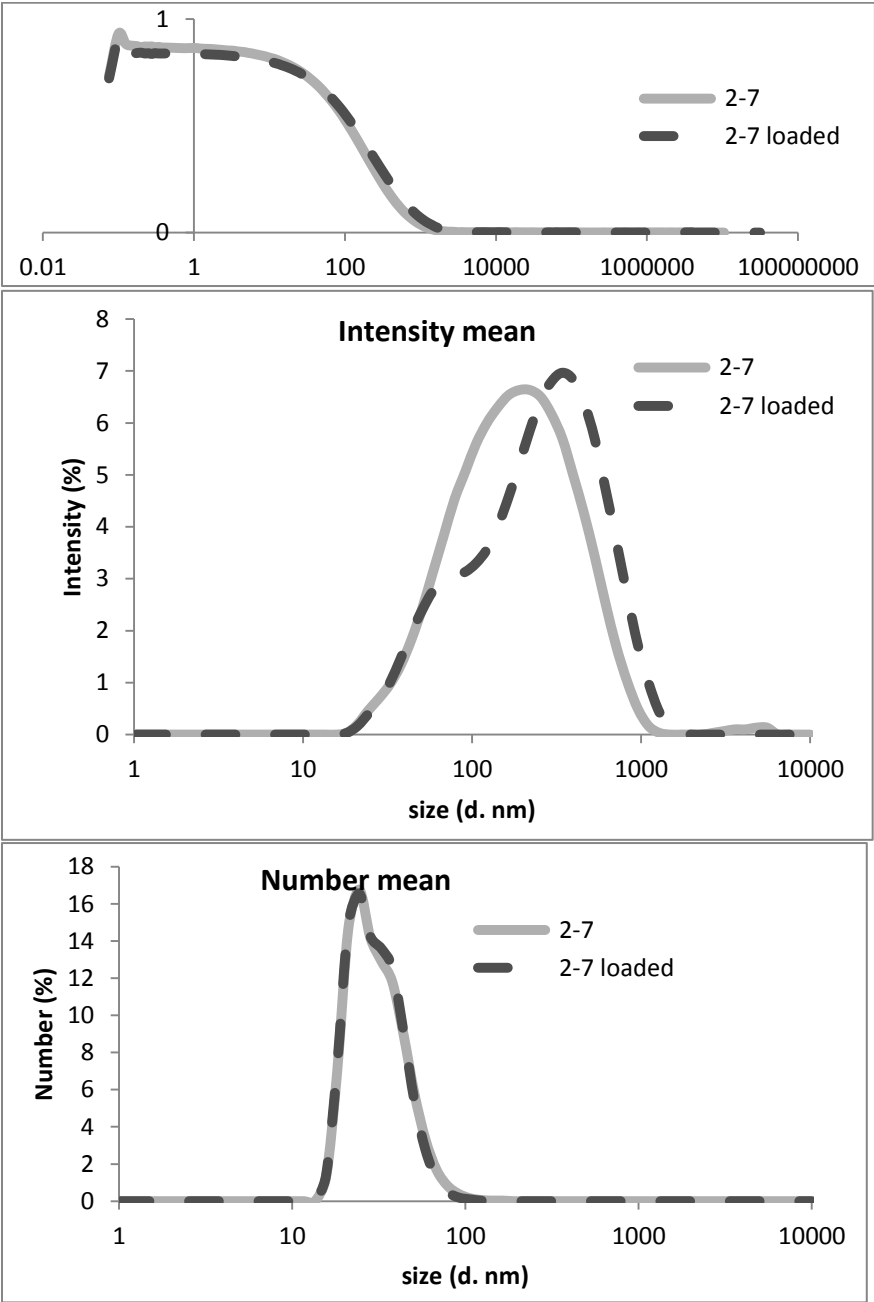 1
2-7
2-7 loaded
0
0.01 1 100 10000 1000000 100000000
Intensity mean
8
7
6
5
4
3
2
1
0
Intensity (%)
2-7
2-7 loaded
1 10 100 1000 10000
size (d. nm)
Number mean
18
16
14
12
10
8
6
4
2
0
Number (%)
2-7
2-7 loaded
1 10 100 1000 10000
size (d. nm)